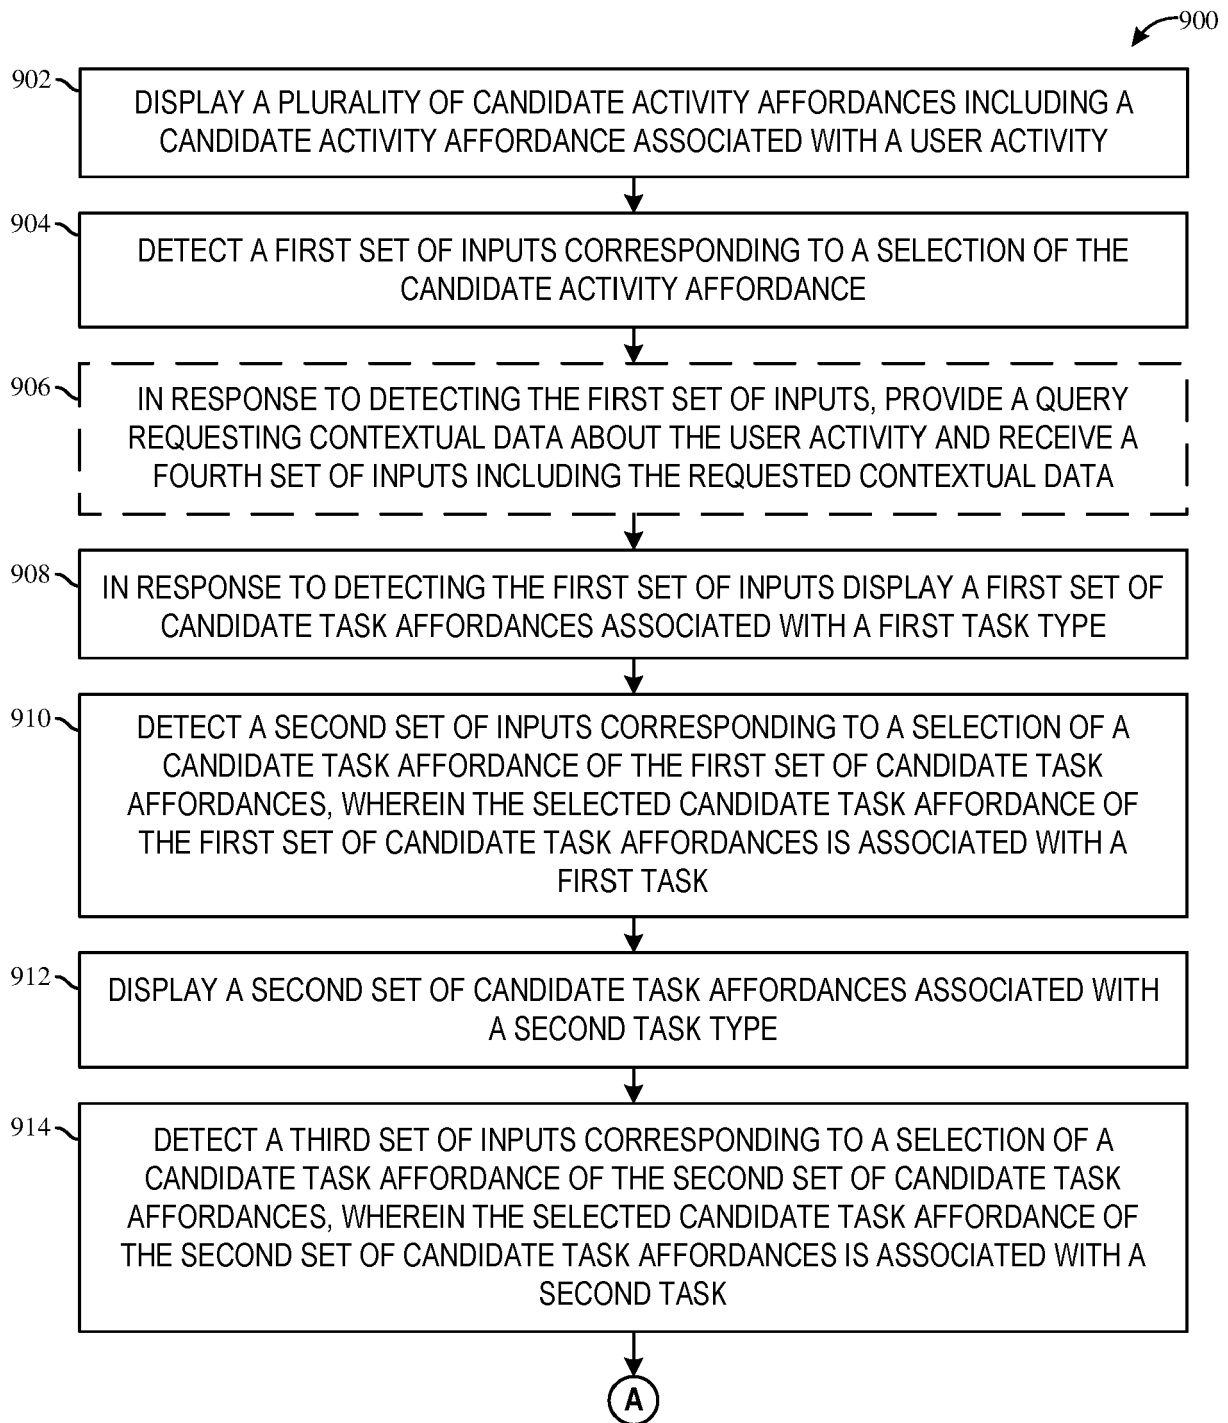 900
902
DISPLAY A PLURALITY OF CANDIDATE ACTIVITY AFFORDANCES INCLUDING A
CANDIDATE ACTIVITY AFFORDANCE ASSOCIATED WITH A USER ACTIVITY
904
DETECT A FIRST SET OF INPUTS CORRESPONDING TO A SELECTION OF THE
CANDIDATE ACTIVITY AFFORDANCE
906
IN RESPONSE TO DETECTING THE FIRST SET OF INPUTS, PROVIDE A QUERY
REQUESTING CONTEXTUAL DATA ABOUT THE USER ACTIVITY AND RECEIVE A
FOURTH SET OF INPUTS INCLUDING THE REQUESTED CONTEXTUAL DATA
908
IN RESPONSE TO DETECTING THE FIRST SET OF INPUTS DISPLAY A FIRST SET OF
CANDIDATE TASK AFFORDANCES ASSOCIATED WITH A FIRST TASK TYPE
910
DETECT A SECOND SET OF INPUTS CORRESPONDING TO A SELECTION OF A
CANDIDATE TASK AFFORDANCE OF THE FIRST SET OF CANDIDATE TASK
AFFORDANCES, WHEREIN THE SELECTED CANDIDATE TASK AFFORDANCE OF
THE FIRST SET OF CANDIDATE TASK AFFORDANCES IS ASSOCIATED WITH A
FIRST TASK
912
DISPLAY A SECOND SET OF CANDIDATE TASK AFFORDANCES ASSOCIATED WITH
A SECOND TASK TYPE
914
DETECT A THIRD SET OF INPUTS CORRESPONDING TO A SELECTION OF A
CANDIDATE TASK AFFORDANCE OF THE SECOND SET OF CANDIDATE TASK
AFFORDANCES, WHEREIN THE SELECTED CANDIDATE TASK AFFORDANCE OF
THE SECOND SET OF CANDIDATE TASK AFFORDANCES IS ASSOCIATED WITH A
SECOND TASK
A